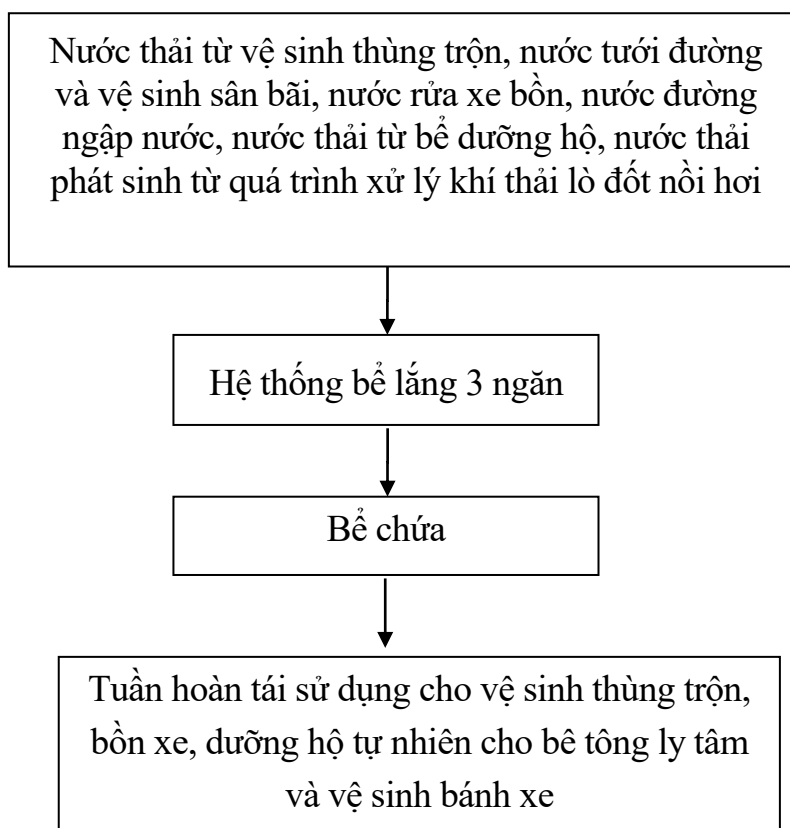 Nước thải từ vệ sinh thùng trộn, nước tưới đường
và vệ sinh sân bãi, nước rửa xe bồn, nước đường
ngập nước, nước thải từ bể dưỡng hộ, nước thải
phát sinh từ quá trình xử lý khí thải lò đốt nồi hơi
Hệ thống bể lắng 3 ngăn
Bể chứa
Tuần hoàn tái sử dụng cho vệ sinh thùng trộn,
bồn xe, dưỡng hộ tự nhiên cho bê tông ly tâm
và vệ sinh bánh xe